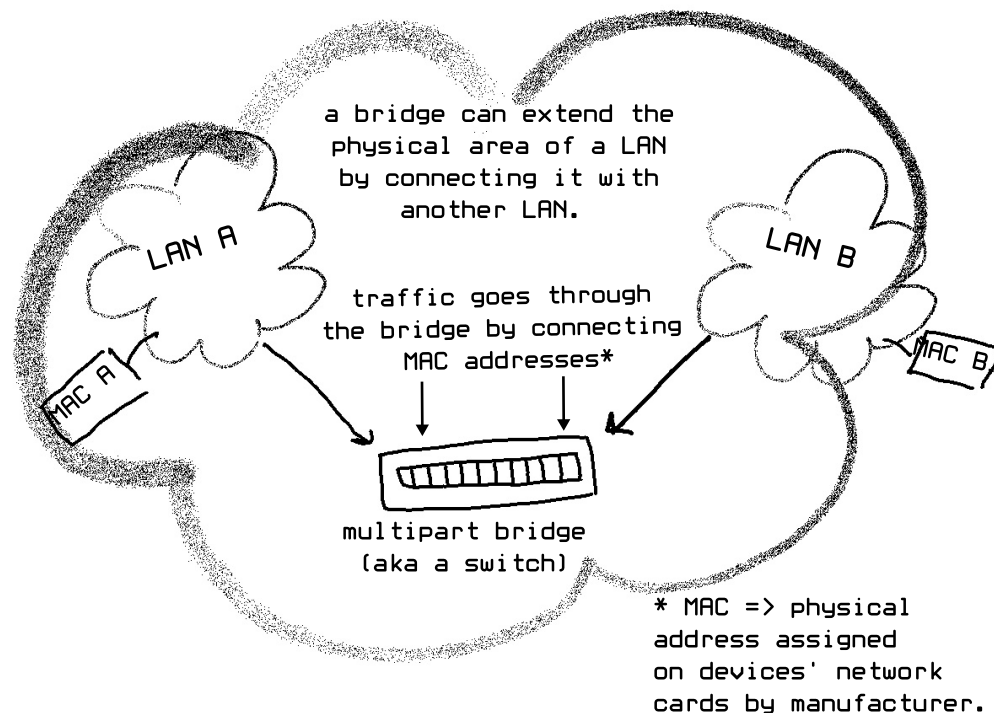 a bridge can extend the
physical area of a LAN
by connecting it with
another LAN.
LAN A
LAN B
traffic goes through
the bridge by connecting
MAC addresses*
MAC A
MAC B
multipart bridge
(aka a switch)
* MAC => physical
address assigned
on devices' network
cards by manufacturer.